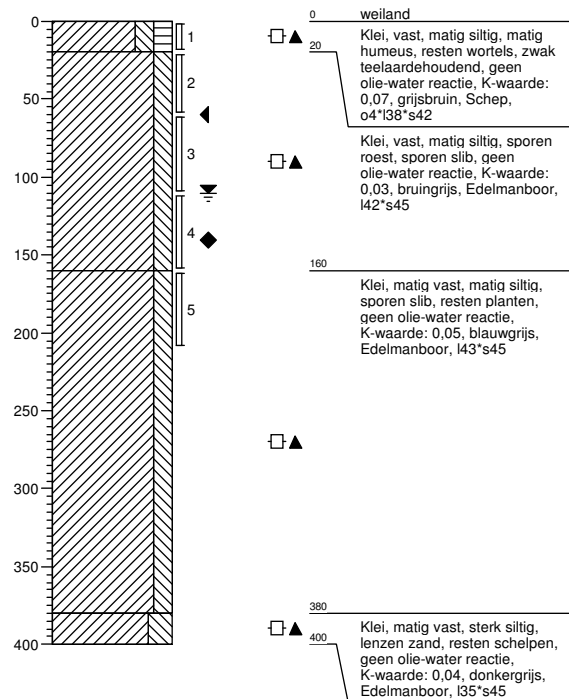 0
50
100
150
200
250
300
350
400
1
2
3
4
5
0
weiland
20
Klei, vast, matig siltig, matig
humeus, resten wortels, zwak
teelaardehoudend, geen
olie-water reactie, K-waarde:
0,07, grijsbruin, Schep,
o4*l38*s42
Klei, vast, matig siltig, sporen
roest, sporen slib, geen
olie-water reactie, K-waarde:
0,03, bruingrijs, Edelmanboor,
l42*s45
160
Klei, matig vast, matig siltig,
sporen slib, resten planten,
geen olie-water reactie,
K-waarde: 0,05, blauwgrijs,
Edelmanboor, l43*s45
380
400
Klei, matig vast, sterk siltig,
lenzen zand, resten schelpen,
geen olie-water reactie,
K-waarde: 0,04, donkergrijs,
Edelmanboor, l35*s45